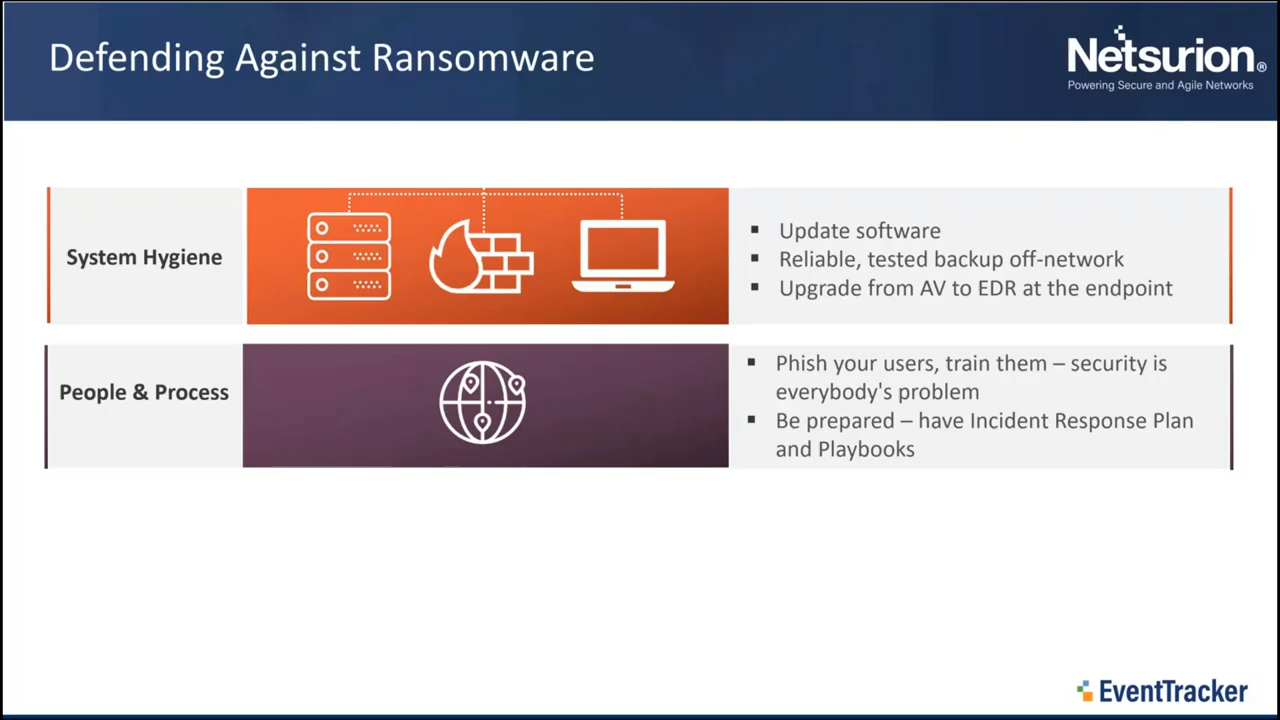 Defending Against Ransomware
Netsurion®
Powering Secure and Agile Networks
System Hygiene
▪ Update software
▪ Reliable, tested backup off-network
▪ Upgrade from AV to EDR at the endpoint
People & Process
▪ Phish your users, train them – security is
everybody's problem
▪ Be prepared – have Incident Response Plan
and Playbooks
EventTracker